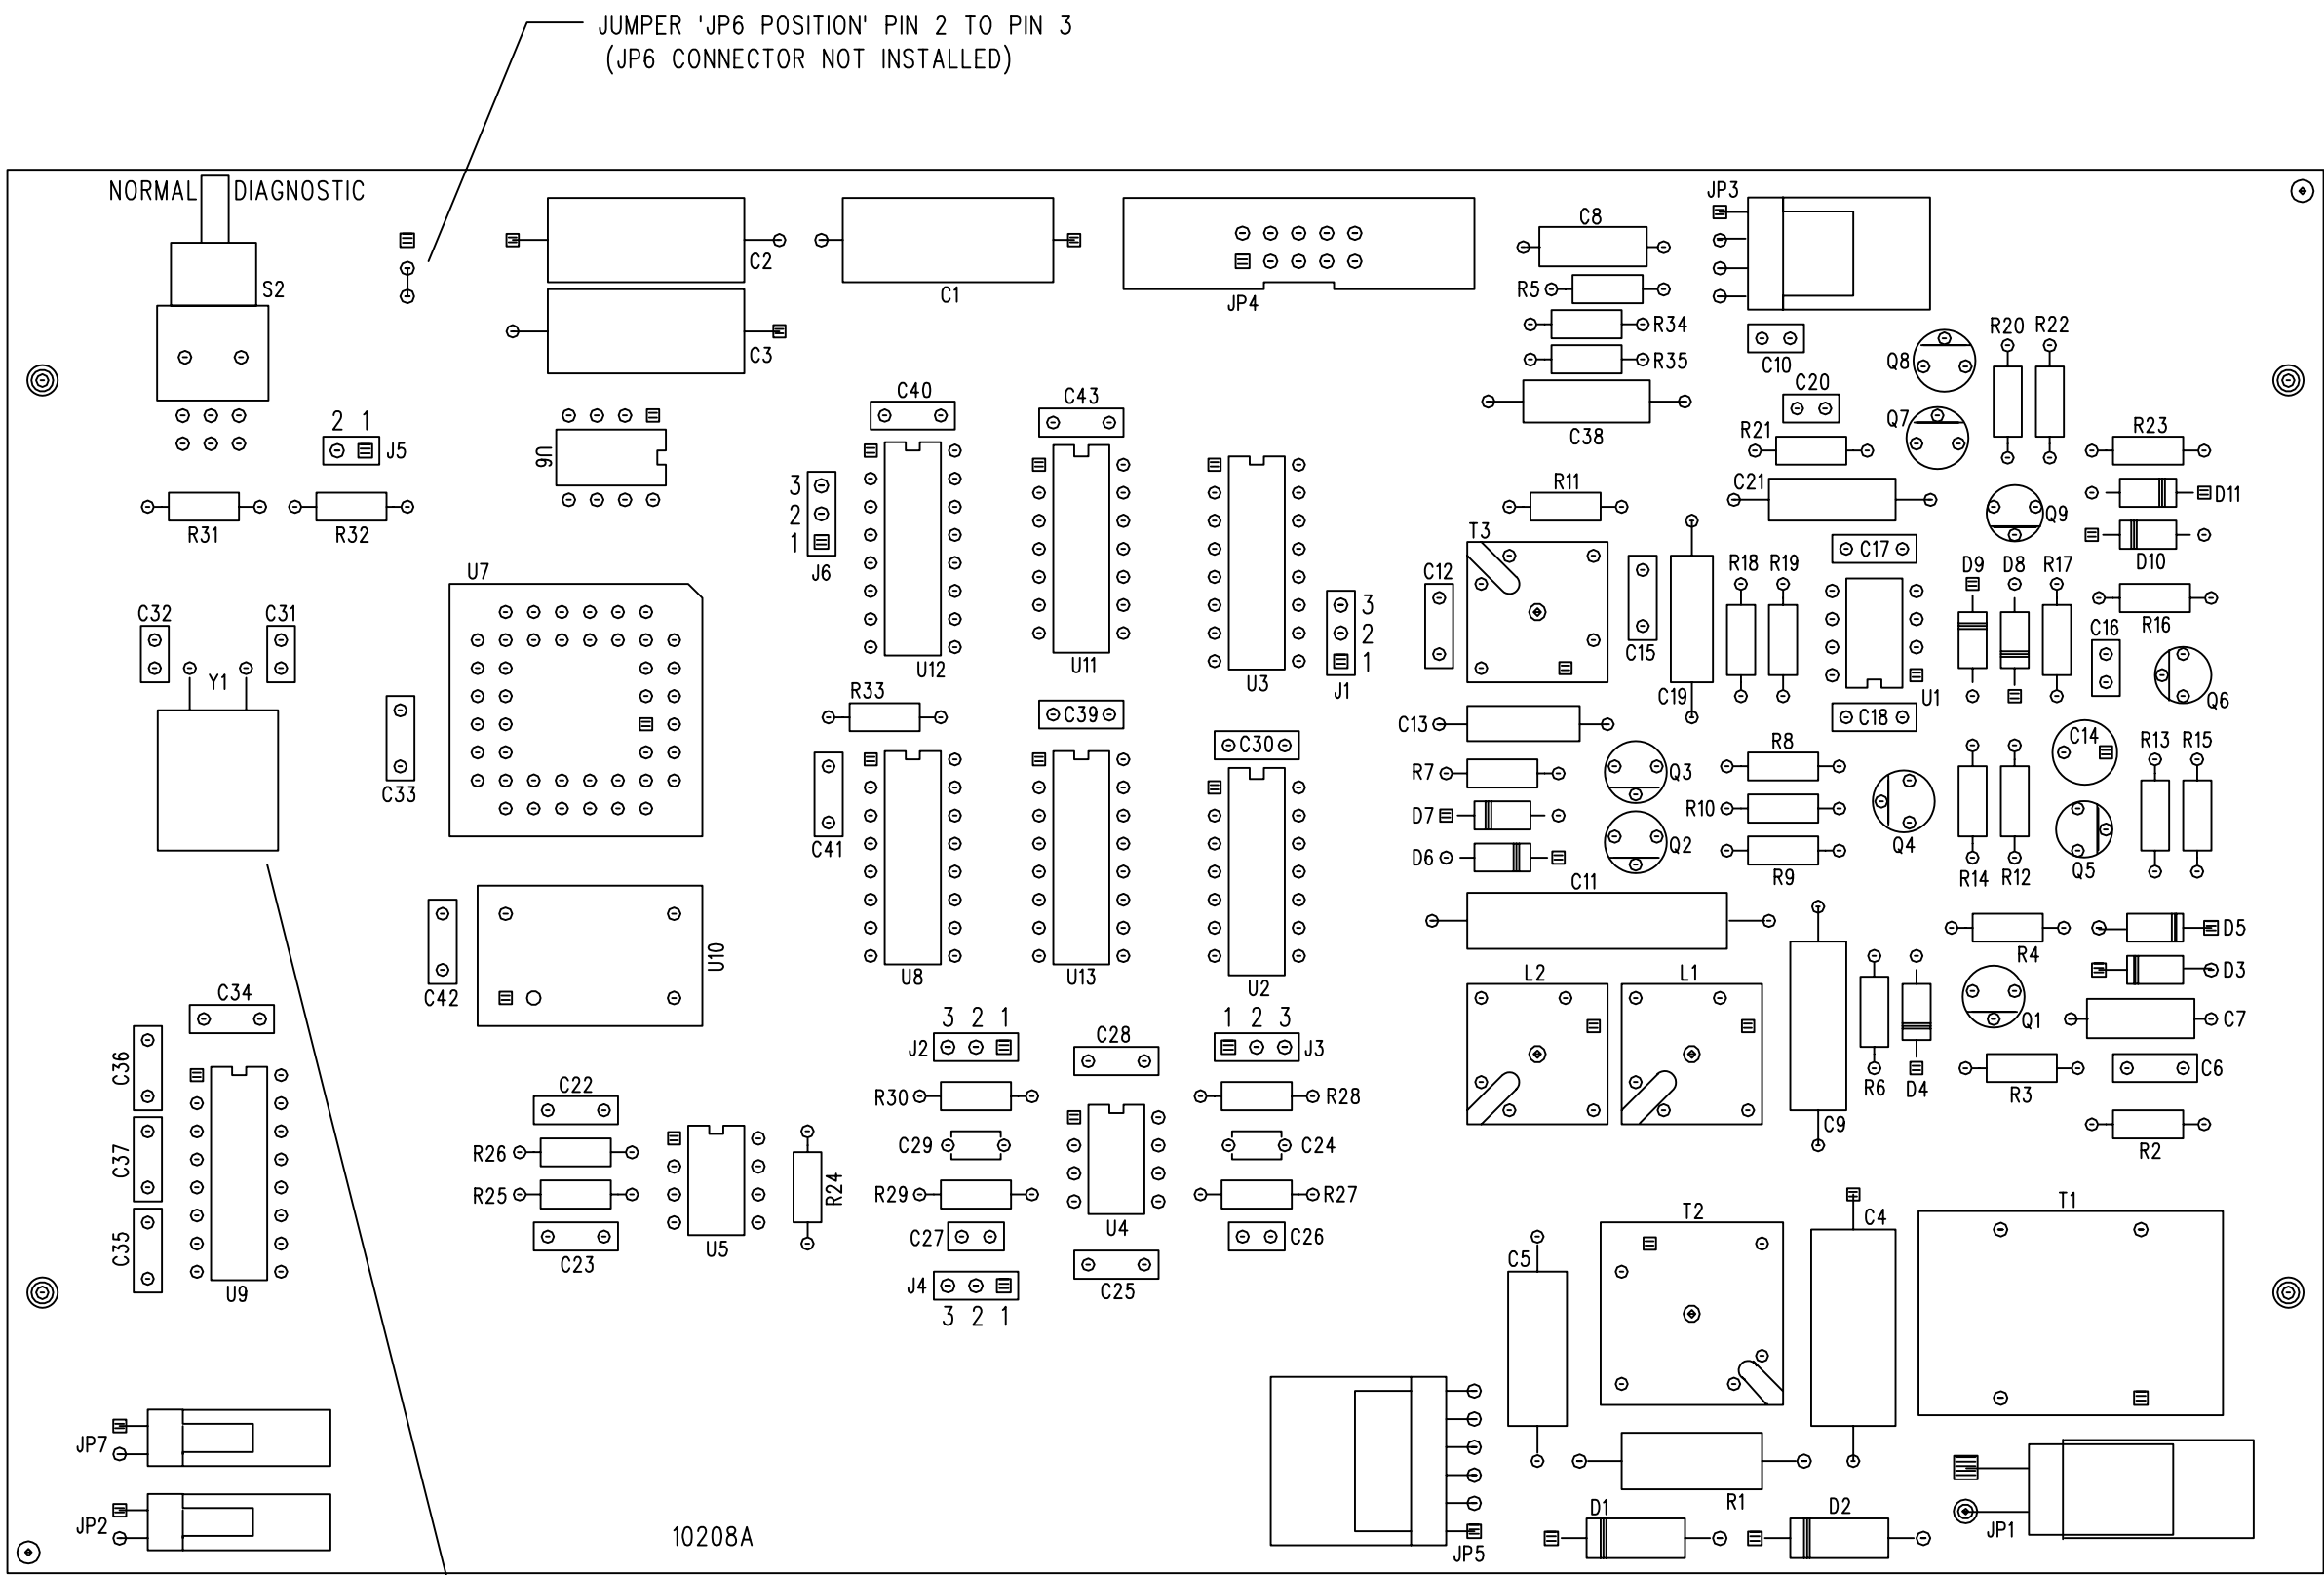 JUMPER 'JP6 POSITION' PIN 2 TO PIN 3
(JP6 CONNECTOR NOT INSTALLED)
NORMAL DIAGNOSTIC
S2
C2
C1
C3
JP4
C8
R5
R34
R35
C38
JP3
C10
C20
R21
C21
Q8
Q7
R20 R22
R23
D11
D10
Q9
2 1
J5
R31
R32
U6
C40
C43
3
2
1
J6
U12
U11
U3
3
2
1
J1
R11
T3
C12
C15
C19
R18 R19
C17
U1
C18
D9 D8 R17
R16
C16
Q6
U7
C32
C31
Y1
C33
R33
C39
C30
C41
C13
R7
D7
D6
Q3
Q2
R8
R10
R9
Q4
C14
R13 R15
R14 R12
Q5
C11
U10
C42
U8
U13
U2
L2
L1
C9
R6
D4
R4
Q1
R3
D5
D3
C7
C6
R2
C34
C36
C37
C35
U9
C22
R26
R25
C23
U5
R24
3 2 1
J2
R30
C29
R29
C27
J4
3 2 1
C28
U4
C25
1 2 3
J3
R28
C24
R27
C26
T2
C5
C4
T1
R1
D1
D2
JP1
JP5
JP7
JP2
10208A